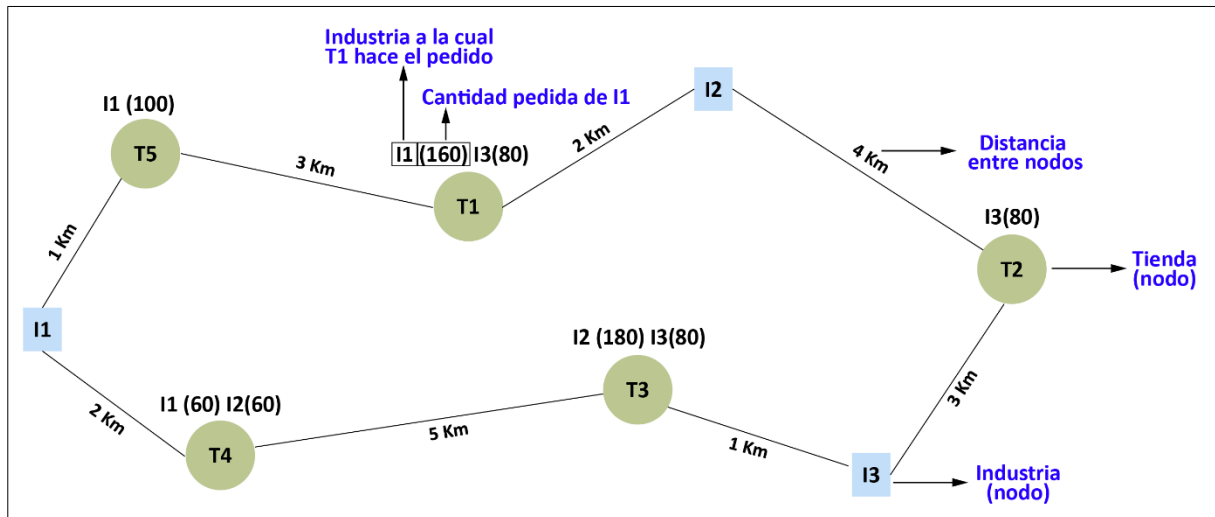 Industria a la cual
T1 hace el pedido
Cantidad pedida de I1
I2
I1 (100)
T5
3 Km
I1 (160) I3(80)
T1
2 Km
4 Km
Distancia
entre nodos
I3(80)
T2
Tienda
(nodo)
1 Km
I1
I2 (180) I3(80)
T3
3 Km
2 Km
I1 (60) I2(60)
T4
5 Km
1 Km
I3
Industria
(nodo)